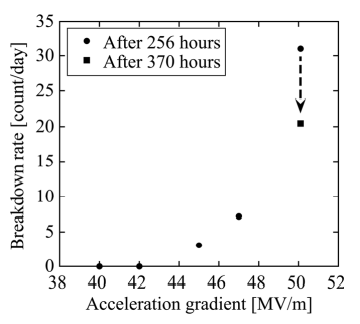 35
30
25
20
15
10
5
0
Breakdown rate [count/day]
After 256 hours
After 370 hours
38 40 42 44 46 48 50 52
Acceleration gradient [MV/m]